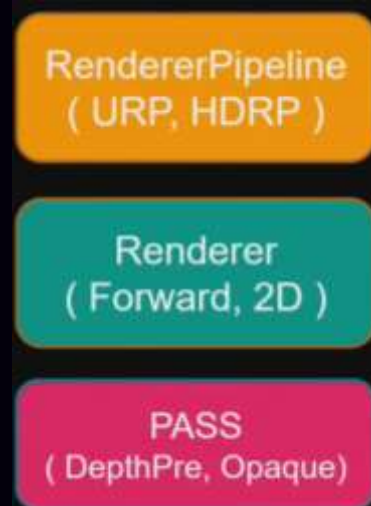 RendererPipeline
( URP, HDRP )
Renderer
( Forward, 2D )
PASS
( DepthPre, Opaque)